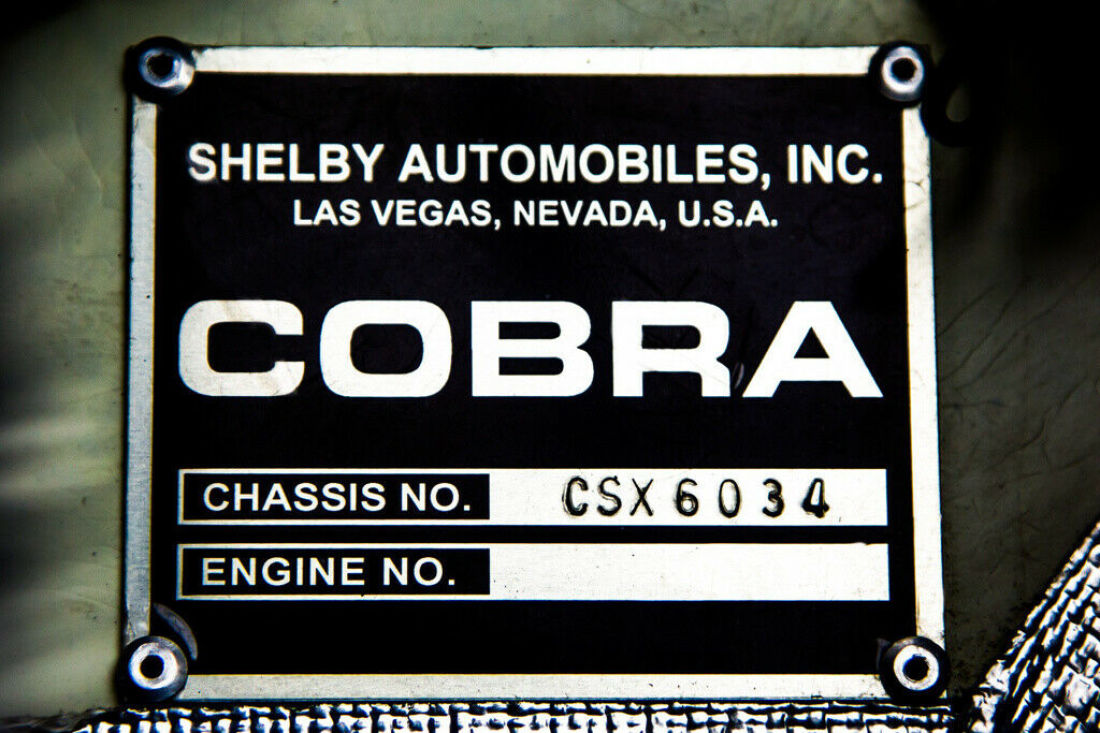 SHELBY AUTOMOBILES, INC.
LAS VEGAS, NEVADA, U.S.A.
COBRA
CHASSIS NO. CSX6034
ENGINE NO.